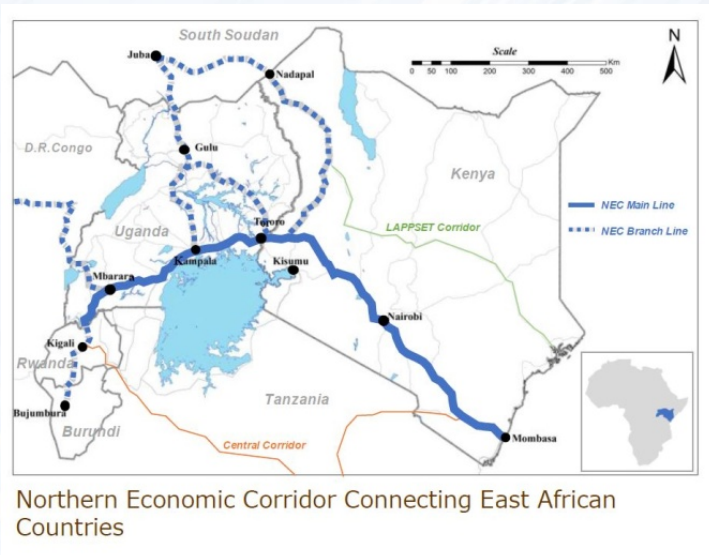 South Soudan
Scale
N
Juba
Nadapal
0 50 100 200 300 400 500 Km
D.R.Congo
Gulu
Kenya
NEC Main Line
Uganda
Tororo
LAPPSET Corridor
NEC Branch Line
Kampala
Kisumu
Mbarara
Nairobi
Kigali
Rwanda
Tanzania
Bujumbura
Burundi
Central Corridor
Mombasa
Northern Economic Corridor Connecting East African
Countries